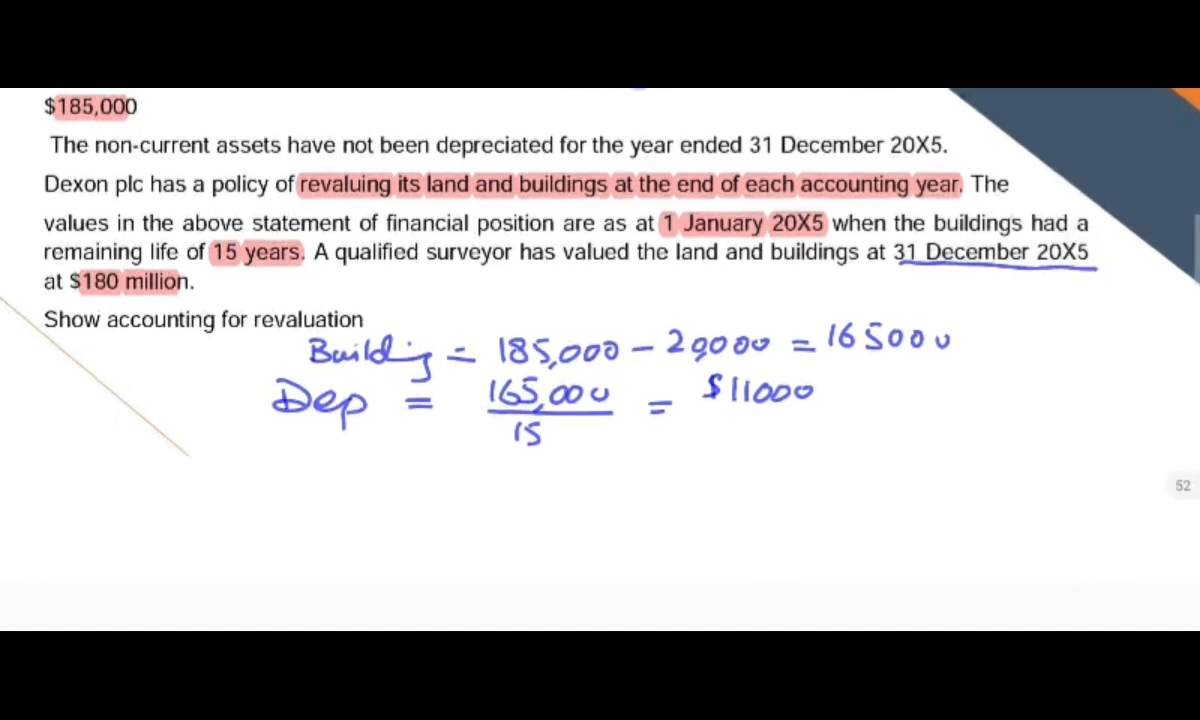 $185,000
The non-current assets have not been depreciated for the year ended 31 December 20X5.
Dexon plc has a policy of revaluing its land and buildings at the end of each accounting year. The
values in the above statement of financial position are as at 1 January 20X5 when the buildings had a
remaining life of 15 years. A qualified surveyor has valued the land and buildings at 31 December 20X5
at $180 million.
Show accounting for revaluation
Building = 185,000 - 20000 = 165000
Dep = 165,000 = $11000
15
52